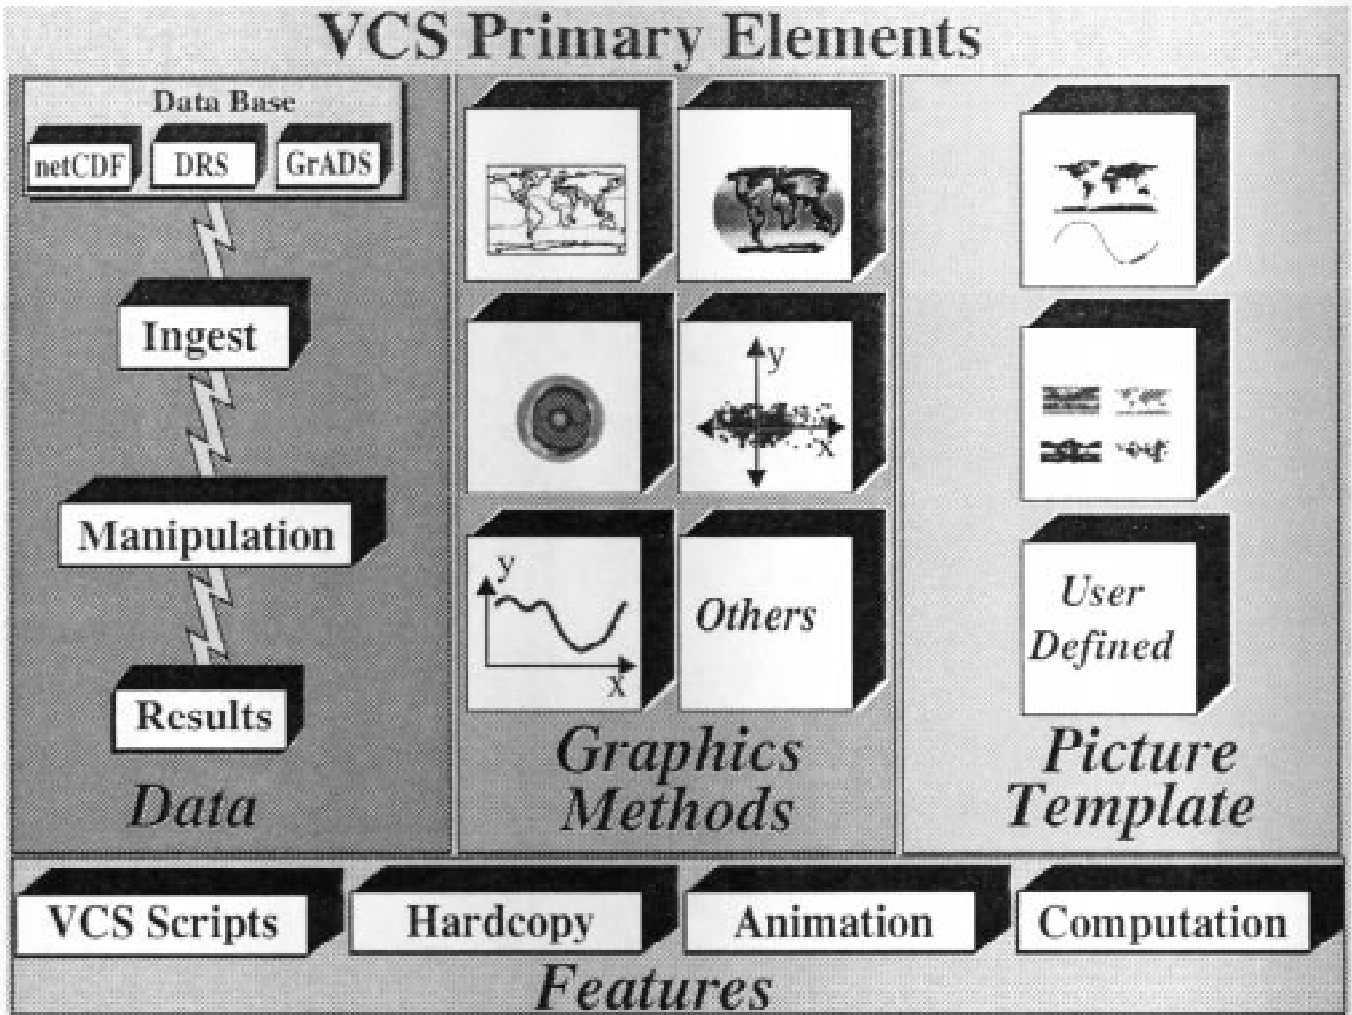 VCS Primary Elements
Data Base
netCDF DRS GrADS
Ingest
Manipulation
Results
Data
y
x
y
x
Others
Graphics
Methods
User
Defined
Picture
Template
VCS Scripts Hardcopy Animation Computation
Features